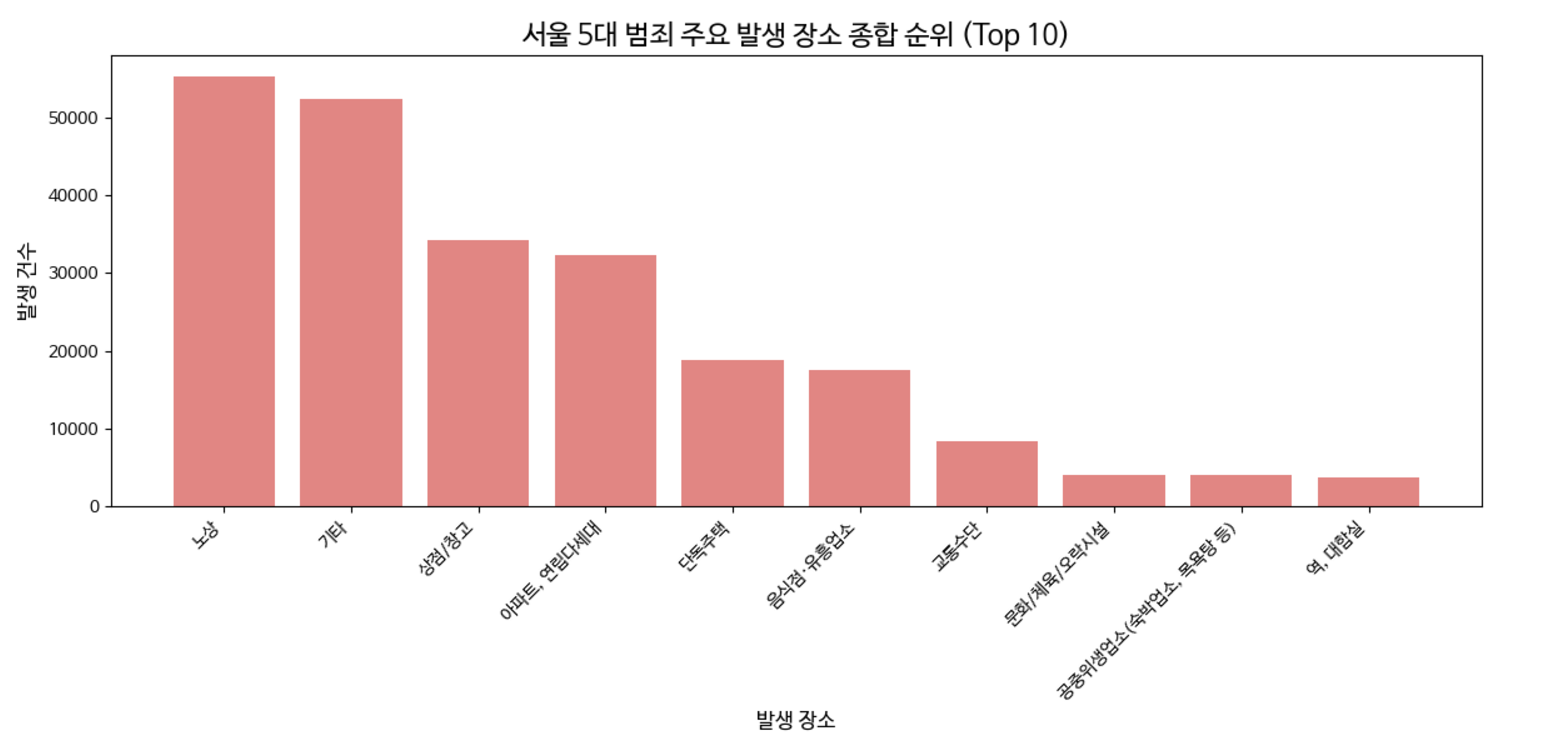 서울 5대 범죄 주요 발생 장소 종합 순위 (Top 10)
발생 건수
50000
40000
30000
20000
10000
0
노상
기타
상점/창고
아파트, 연립다세대
단독주택
음식점·유흥업소
교통수단
문화/체육/오락시설
공중위생업소(숙박업소, 목욕탕 등)
역, 대합실
발생 장소